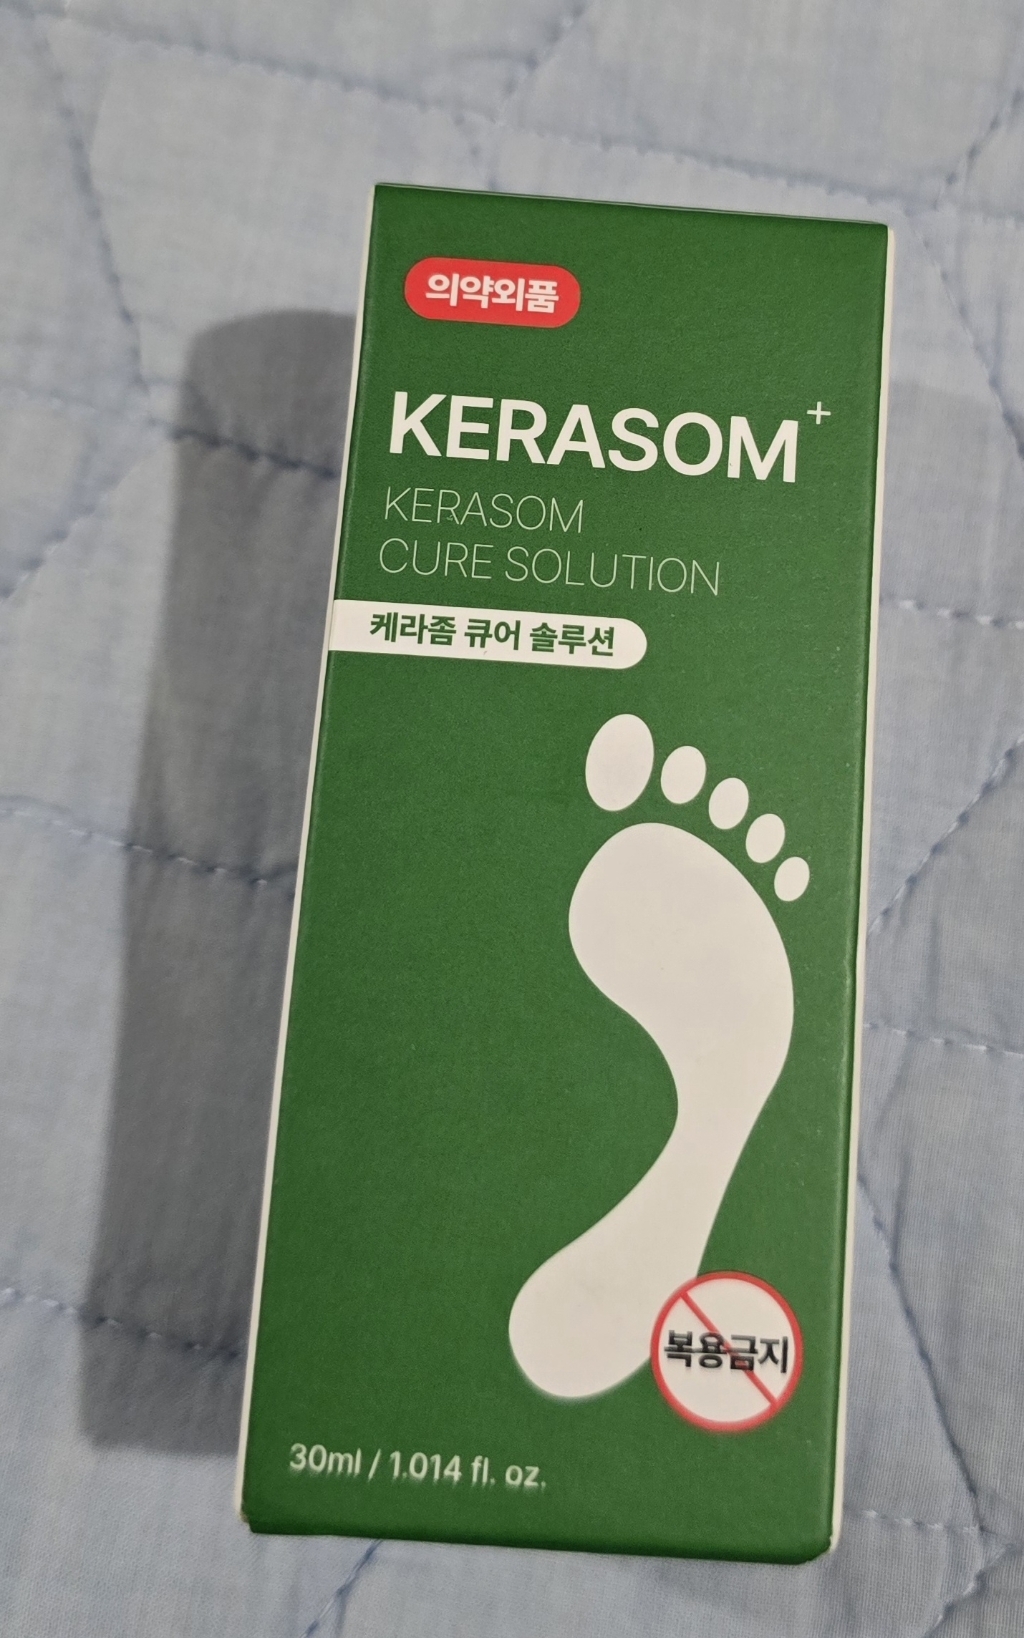 의약외품
KERASOM+
KERASOM
CURE SOLUTION
케라좀 큐어 솔루션
복용금지
30ml / 1.014 fl. oz.